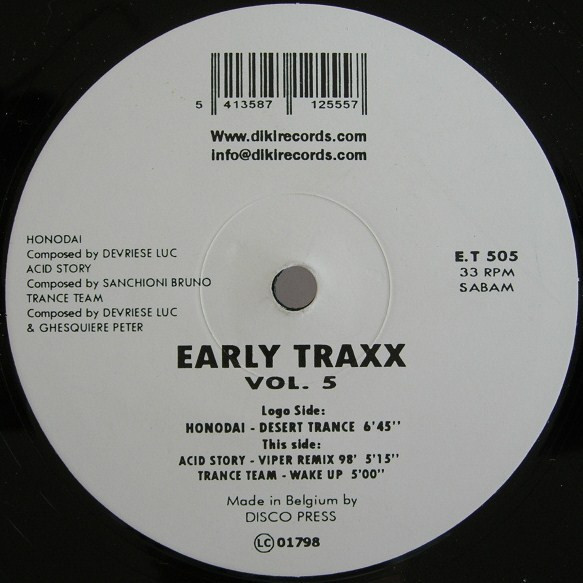 5 413587 125557
Www.dikirecords.com
info@dikirecords.com
HONODAI
Composed by DEVRIESE LUC
ACID STORY
Composed by SANCHIONI BRUNO
TRANCE TEAM
Composed by DEVRIESE LUC
& GHESQUIERE PETER
E.T 505
33 RPM
SABAM
EARLY TRAXX
VOL. 5
Logo Side:
HONODAI - DESERT TRANCE 6'45''
This side:
ACID STORY - VIPER REMIX 98' 5'15''
TRANCE TEAM - WAKE UP 5'00''
Made in Belgium by
DISCO PRESS
LC 01798